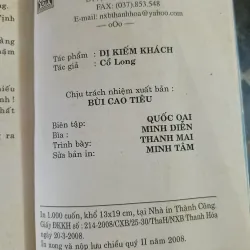 FAX: (037).853.548
E-mail: nxbthanhhoa@yahoo.com
---oOo---
Tác phẩm : DỊ KIẾM KHÁCH
Tác giả : Cổ Long
Chịu trách nhiệm xuất bản :
BÙI CAO TIÊU
Biên tập: QUỐC OẠI
Bìa : MINH DIỄN
Trình bày: THANH MAI
Sửa bản in: MINH TÂM
In 1.000 cuốn, khổ 13x19 cm, tại Nhà in Thành Công.
Giấy ĐKKH số : 214-2008/CXB/25-30/ThaH/NXB Thanh Hóa
ngày 20-3-2008.
In xong và nộp lưu chiểu quý II năm 2008.